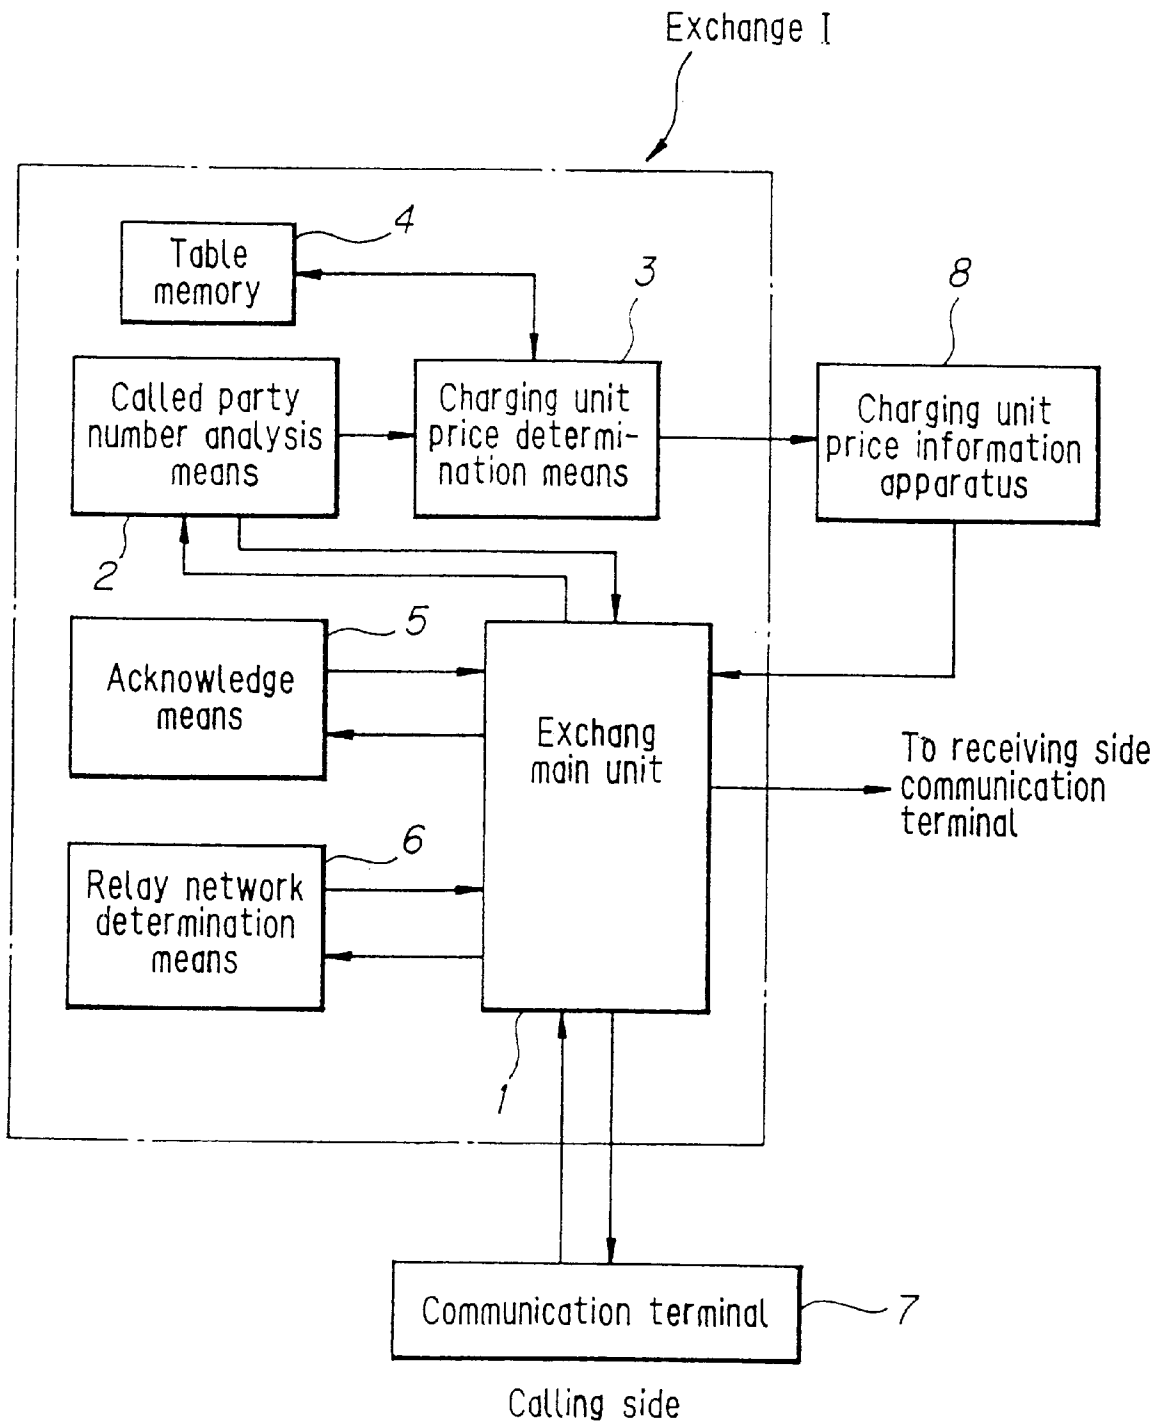 Exchange I
4
Table
memory
3
8
Called party
number analysis
means
Charging unit
price determi-
nation means
Charging unit
price information
apparatus
2
5
Acknowledge
means
Exchang
main unit
To receiving side
communication
terminal
6
Relay network
determination
means
1
Communication terminal
7
Calling side